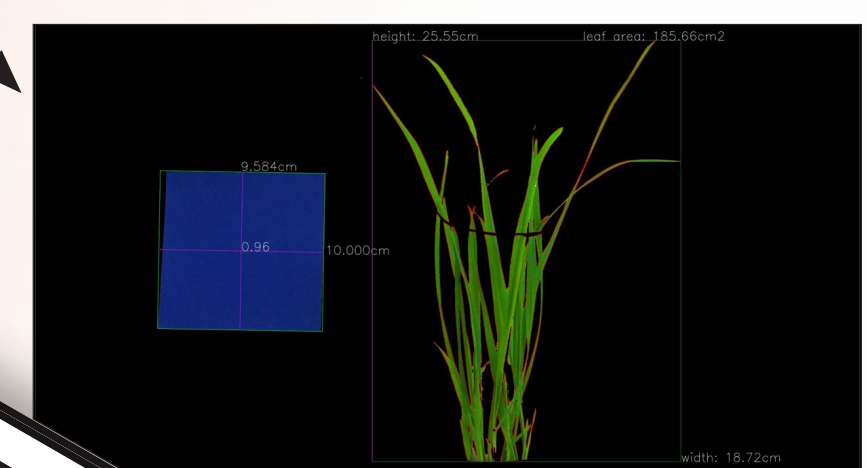 height: 25.55cm
leaf area: 185.66cm2
9.584cm
0.96
10.000cm
width: 18.72cm